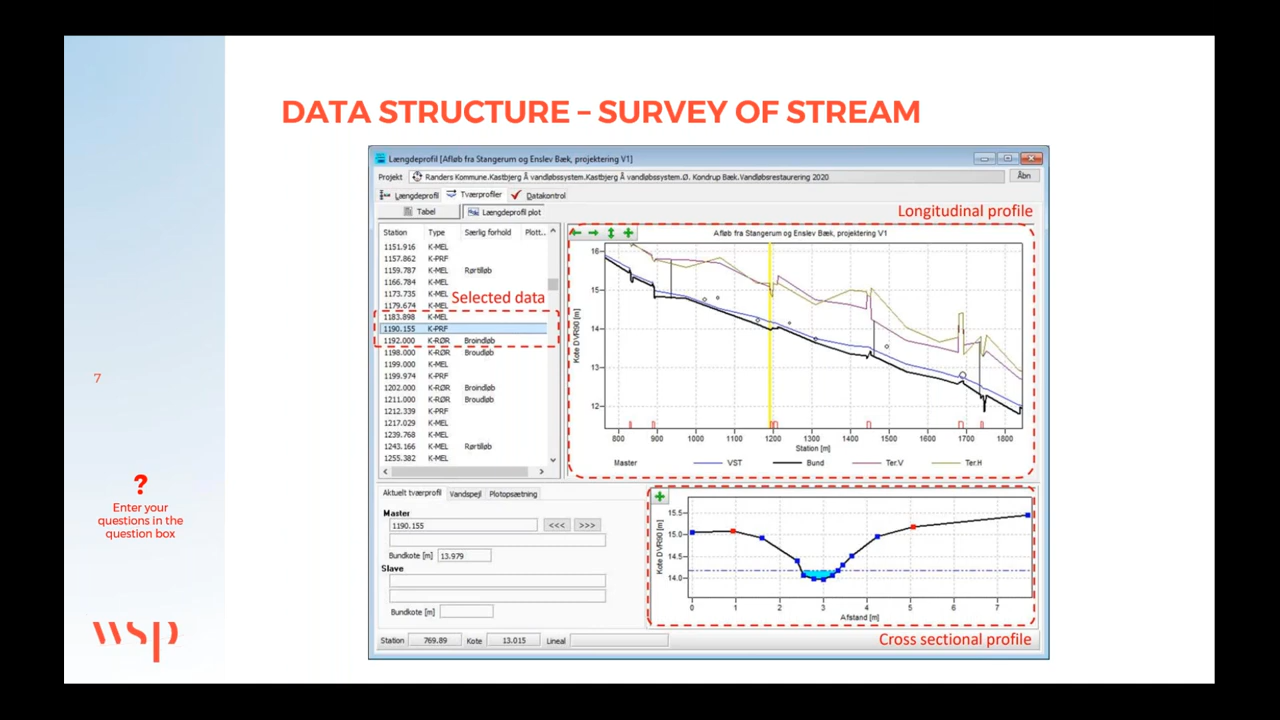 DATA STRUCTURE – SURVEY OF STREAM
Længdeprofil [Afløb fra Stangerum og Enslev Bæk, projektering V1]
Projekt Randers Kommune.Kastbjerg Å vandløbssystem.Kastbjerg Å vandløbssystem.Ø. Kondrup Bæk.Vandløbsrestaurering 2020 Åbn
Længdeprofil Tværprofiler Datakontrol
Tabel Længdeprofil plot
Longitudinal profile
Station Type Særlig forhold Plott..
1151.916 K-MEL
1157.862 K-PRF
1159.787 K-MEL Rørtilløb
1166.784 K-MEL
1173.735 K-MEL
1179.674 K-MEL
Selected data
1183.898 K-MEL
1190.155 K-PRF
1192.000 K-RØR Broindløb
1198.000 K-RØR Broudløb
1199.000 K-MEL
1199.974 K-PRF
1202.000 K-RØR Broindløb
1211.000 K-RØR Broudløb
1212.339 K-PRF
1217.029 K-MEL
1239.768 K-MEL
1243.166 K-MEL Rørtilløb
1255.382 K-MEL
Afløb fra Stangerum og Enslev Bæk, projektering V1
Kote DVR90 [m]
16
15
14
13
12
800 900 1000 1100 1200 1300 1400 1500 1600 1700 1800
Station [m]
Master VST Bund Ter.V Ter.H
Aktuelt tværprofil Vandspejl Plotopsætning
Master
1190.155 <<< >>>
Bundkote [m] 13.979
Slave
Bundkote [m]
Kote DVR90 [m]
15.5
15.0
14.5
14.0
0 1 2 3 4 5 6 7
Afstand [m]
Station 769.89 Kote 13.015 Lineal
Cross sectional profile
7
?
Enter your
questions in the
question box
wsp